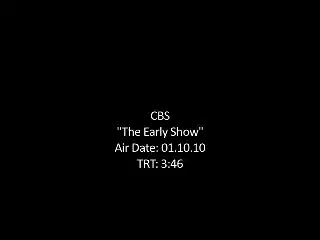 CBS
"The Early Show"
Air Date: 01.10.10
TRT: 3:46